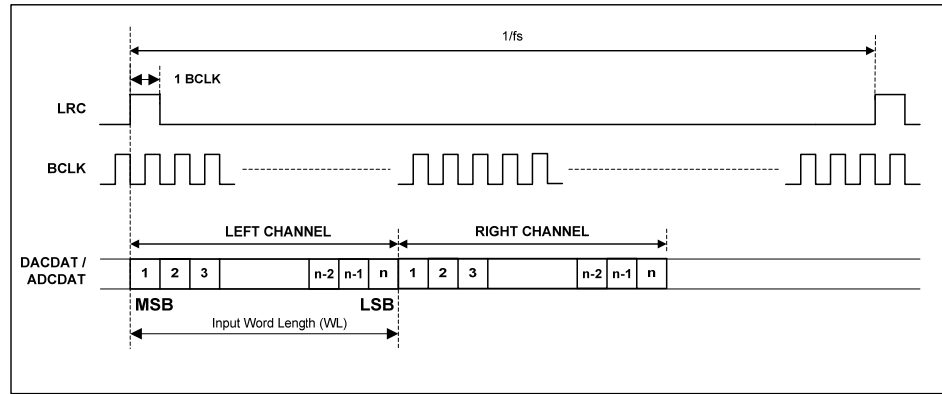 1/fs
1 BCLK
LRC
BCLK
LEFT CHANNEL
RIGHT CHANNEL
DACDAT /
ADCDAT
1 2 3 n-2 n-1 n 1 2 3 n-2 n-1 n
MSB LSB
Input Word Length (WL)